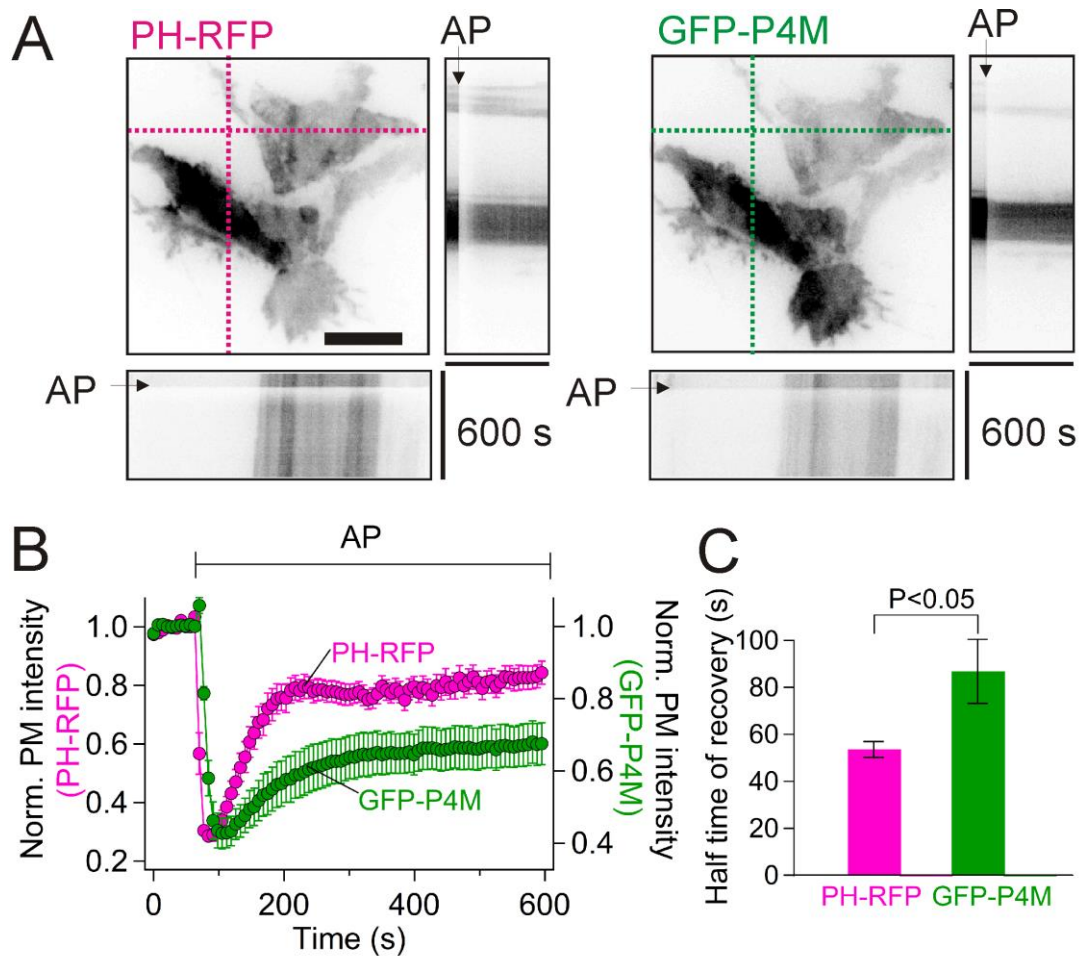 A
PH-RFP
AP
GFP-P4M
AP
AP
600 s
AP
600 s
B
AP
Norm. PM intensity
(PH-RFP)
1.0
0.8
0.6
0.4
0.2
PH-RFP
GFP-P4M
1.0
0.8
0.6
0.4
Norm. PM intensity
(GFP-P4M)
0
200
400
600
Time (s)
C
P<0.05
Half time of recovery (s)
100
80
60
40
20
0
PH-RFP
GFP-P4M